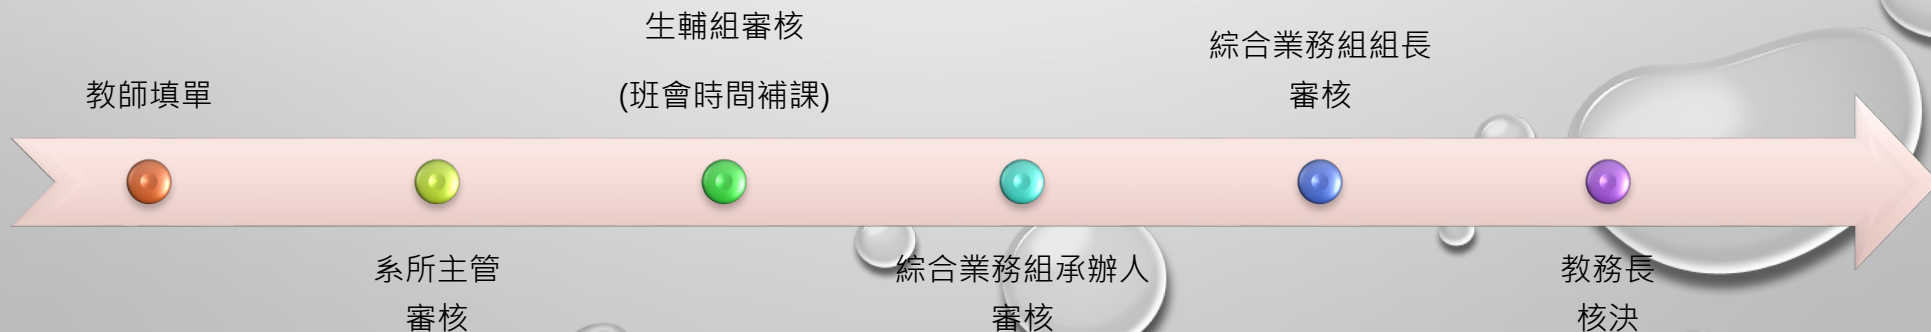 教師填單
系所主管
審核
生輔組審核
(班會時間補課)
綜合業務組承辦人
審核
綜合業務組組長
審核
教務長
核決